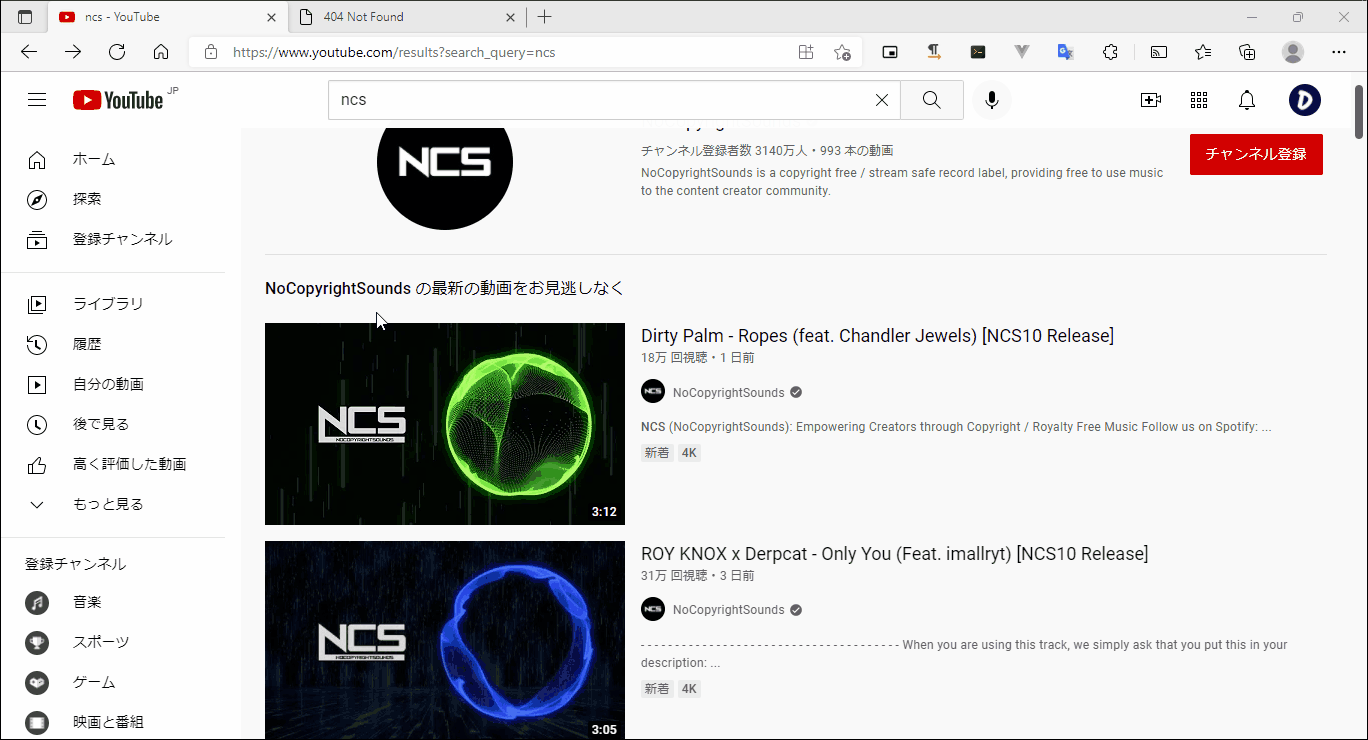 ncs - YouTube
404 Not Found
https://www.youtube.com/results?search_query=ncs
YouTube JP
ncs
ホーム
探索
登録チャンネル
ライブラリ
履歴
自分の動画
後で見る
高く評価した動画
もっと見る
登録チャンネル
音楽
スポーツ
ゲーム
映画と番組
NCS
チャンネル登録者数 3140万人・993 本の動画
NoCopyrightSounds is a copyright free / stream safe record label, providing free to use music
to the content creator community.
チャンネル登録
NoCopyrightSounds の最新の動画をお見逃しなく
NCS
NOCOPYRIGHTSOUNDS
3:12
Dirty Palm - Ropes (feat. Chandler Jewels) [NCS10 Release]
18万 回視聴・1 日前
NCS
NoCopyrightSounds
NCS (NoCopyrightSounds): Empowering Creators through Copyright / Royalty Free Music Follow us on Spotify: ...
新着 4K
NCS
NOCOPYRIGHTSOUNDS
3:05
ROY KNOX x Derpcat - Only You (Feat. imallryt) [NCS10 Release]
31万 回視聴・3 日前
NCS
NoCopyrightSounds
- - - - - - - - - - - - - - - - - - - - - - - - - - - - - - - - - - - - - When you are using this track, we simply ask that you put this in your
description: ...
新着 4K